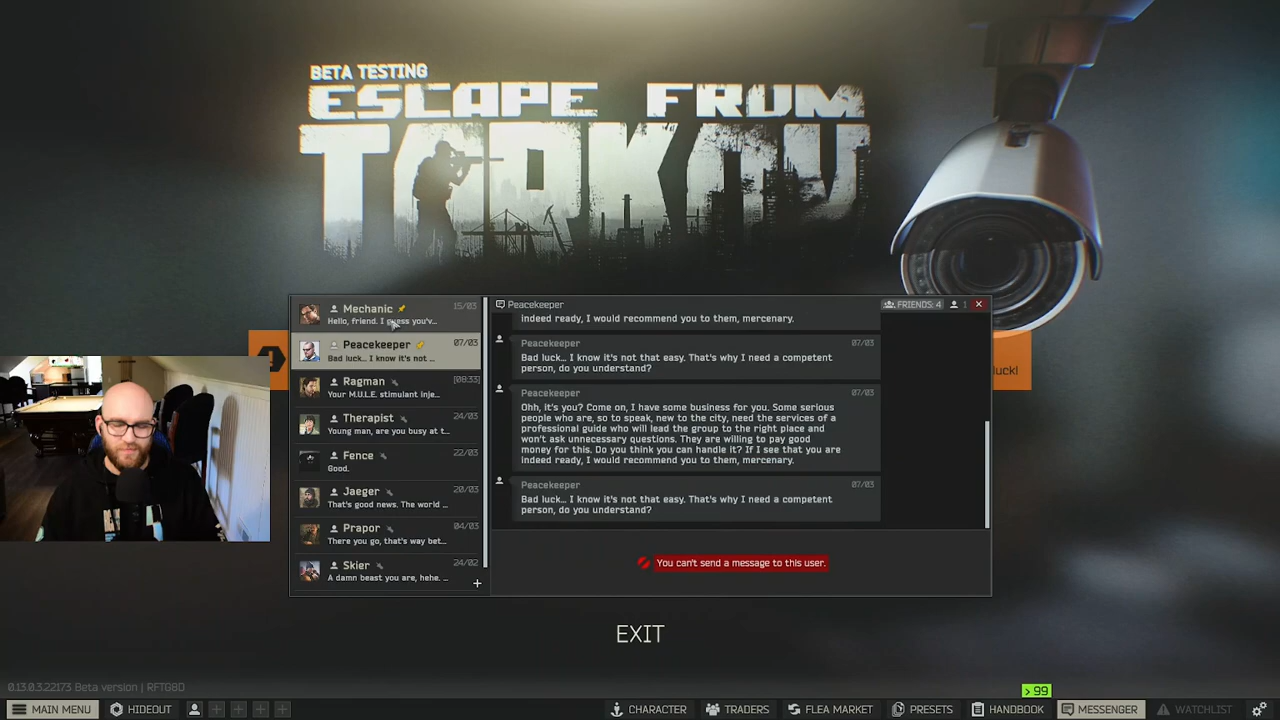 BETA TESTING
ESCAPE FROM
TARKOV
Mechanic 15/03
Hello, friend. I guess you'v...
Peacekeeper 07/03
Bad luck... I know it's not ...
Ragman [08:33]
Your M.U.L.E. stimulant inje...
Therapist 24/03
Young man, are you busy at t...
Fence 22/03
Good.
Jaeger 20/03
That's good news. The world ...
Prapor 04/03
There you go, that's way bet...
Skier 24/02
A damn beast you are, hehe. ...
+
Peacekeeper
FRIENDS: 4
1
indeed ready, I would recommend you to them, mercenary.
Peacekeeper 07/03
Bad luck... I know it's not that easy. That's why I need a competent
person, do you understand?
Peacekeeper 07/03
Ohh, it's you? Come on, I have some business for you. Some serious
people who are, so to speak, new to the city, need the services of a
professional guide who will lead the group to the right place and
won't ask unnecessary questions. They are willing to pay good
money for this. Do you think you can handle it? If I see that you are
indeed ready, I would recommend you to them, mercenary.
Peacekeeper 07/03
Bad luck... I know it's not that easy. That's why I need a competent
person, do you understand?
You can't send a message to this user.
luck!
EXIT
0.13.0.3.22173 Beta version | RFTG8D
> 99
MAIN MENU
HIDEOUT
CHARACTER
TRADERS
FLEA MARKET
PRESETS
HANDBOOK
MESSENGER
WATCHLIST